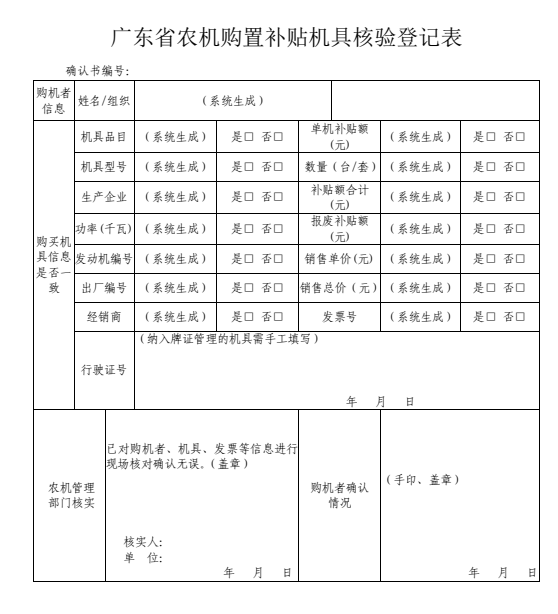 广东省农机购置补贴机具核验登记表
确认书编号:
购机者
信息
姓名/组织
(系统生成)
购买机
具信息
是否一
致
机具品目 (系统生成) 是□ 否□ 单机补贴额
(元) (系统生成) 是□ 否□
机具型号 (系统生成) 是□ 否□ 数量(台/套) (系统生成) 是□ 否□
生产企业 (系统生成) 是□ 否□ 补贴额合计
(元) (系统生成) 是□ 否□
功率(千瓦) (系统生成) 是□ 否□ 报废补贴额
(元) (系统生成) 是□ 否□
发动机编号 (系统生成) 是□ 否□ 销售单价(元) (系统生成) 是□ 否□
出厂编号 (系统生成) 是□ 否□ 销售总价(元) (系统生成) 是□ 否□
经销商 (系统生成) 是□ 否□ 发票号 (系统生成) 是□ 否□
行驶证号
(纳入牌证管理的机具需手工填写)
年 月 日
农机管理
部门核实
已对购机者、机具、发票等信息进行
现场核对确认无误。(盖章)
核实人:
单 位:
年 月 日
购机者确认
情况
(手印、盖章)
年 月 日